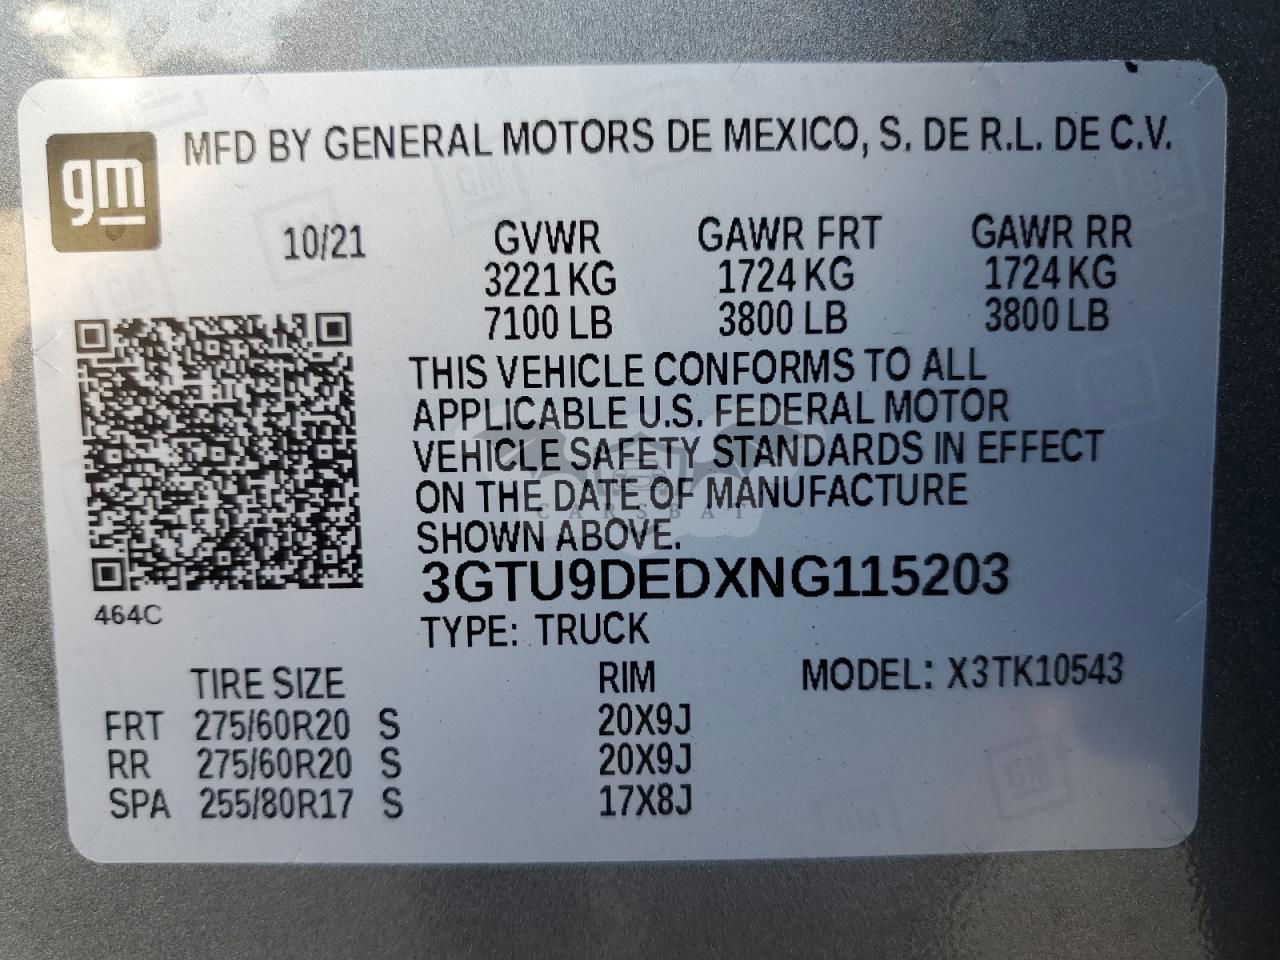 gm
MFD BY GENERAL MOTORS DE MEXICO, S. DE R.L. DE C.V.
10/21 GVWR GAWR FRT GAWR RR
3221 KG 1724 KG 1724 KG
7100 LB 3800 LB 3800 LB
THIS VEHICLE CONFORMS TO ALL
APPLICABLE U.S. FEDERAL MOTOR
VEHICLE SAFETY STANDARDS IN EFFECT
ON THE DATE OF MANUFACTURE
CARSBAT
SHOWN ABOVE.
3GTU9DEDXNG115203
464C
TYPE: TRUCK
TIRE SIZE RIM MODEL: X3TK10543
FRT 275/60R20 S 20X9J
RR 275/60R20 S 20X9J
SPA 255/80R17 S 17X8J